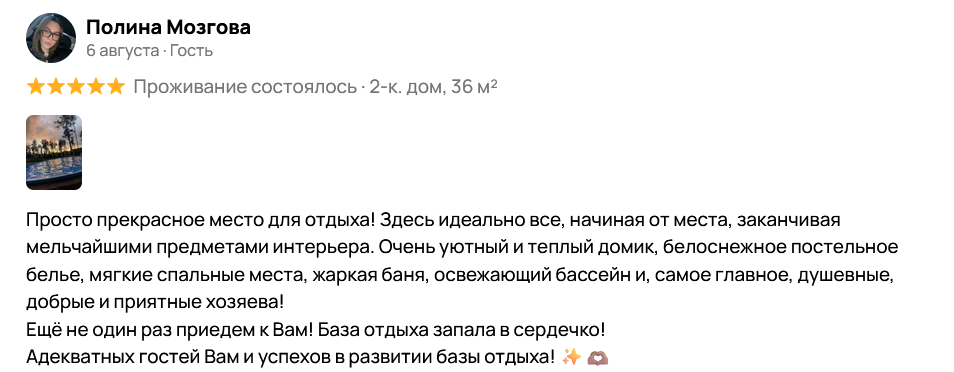 Полина Мозгова
6 августа · Гость
Проживание состоялось · 2-к. дом, 36 м²
Просто прекрасное место для отдыха! Здесь идеально все, начиная от места, заканчивая
мельчайшими предметами интерьера. Очень уютный и теплый домик, белоснежное постельное
белье, мягкие спальные места, жаркая баня, освежающий бассейн и, самое главное, душевные,
добрые и приятные хозяева!
Ещё не один раз приедем к Вам! База отдыха запала в сердечко!
Адекватных гостей Вам и успехов в развитии базы отдыха! ✨ 🫶🏽